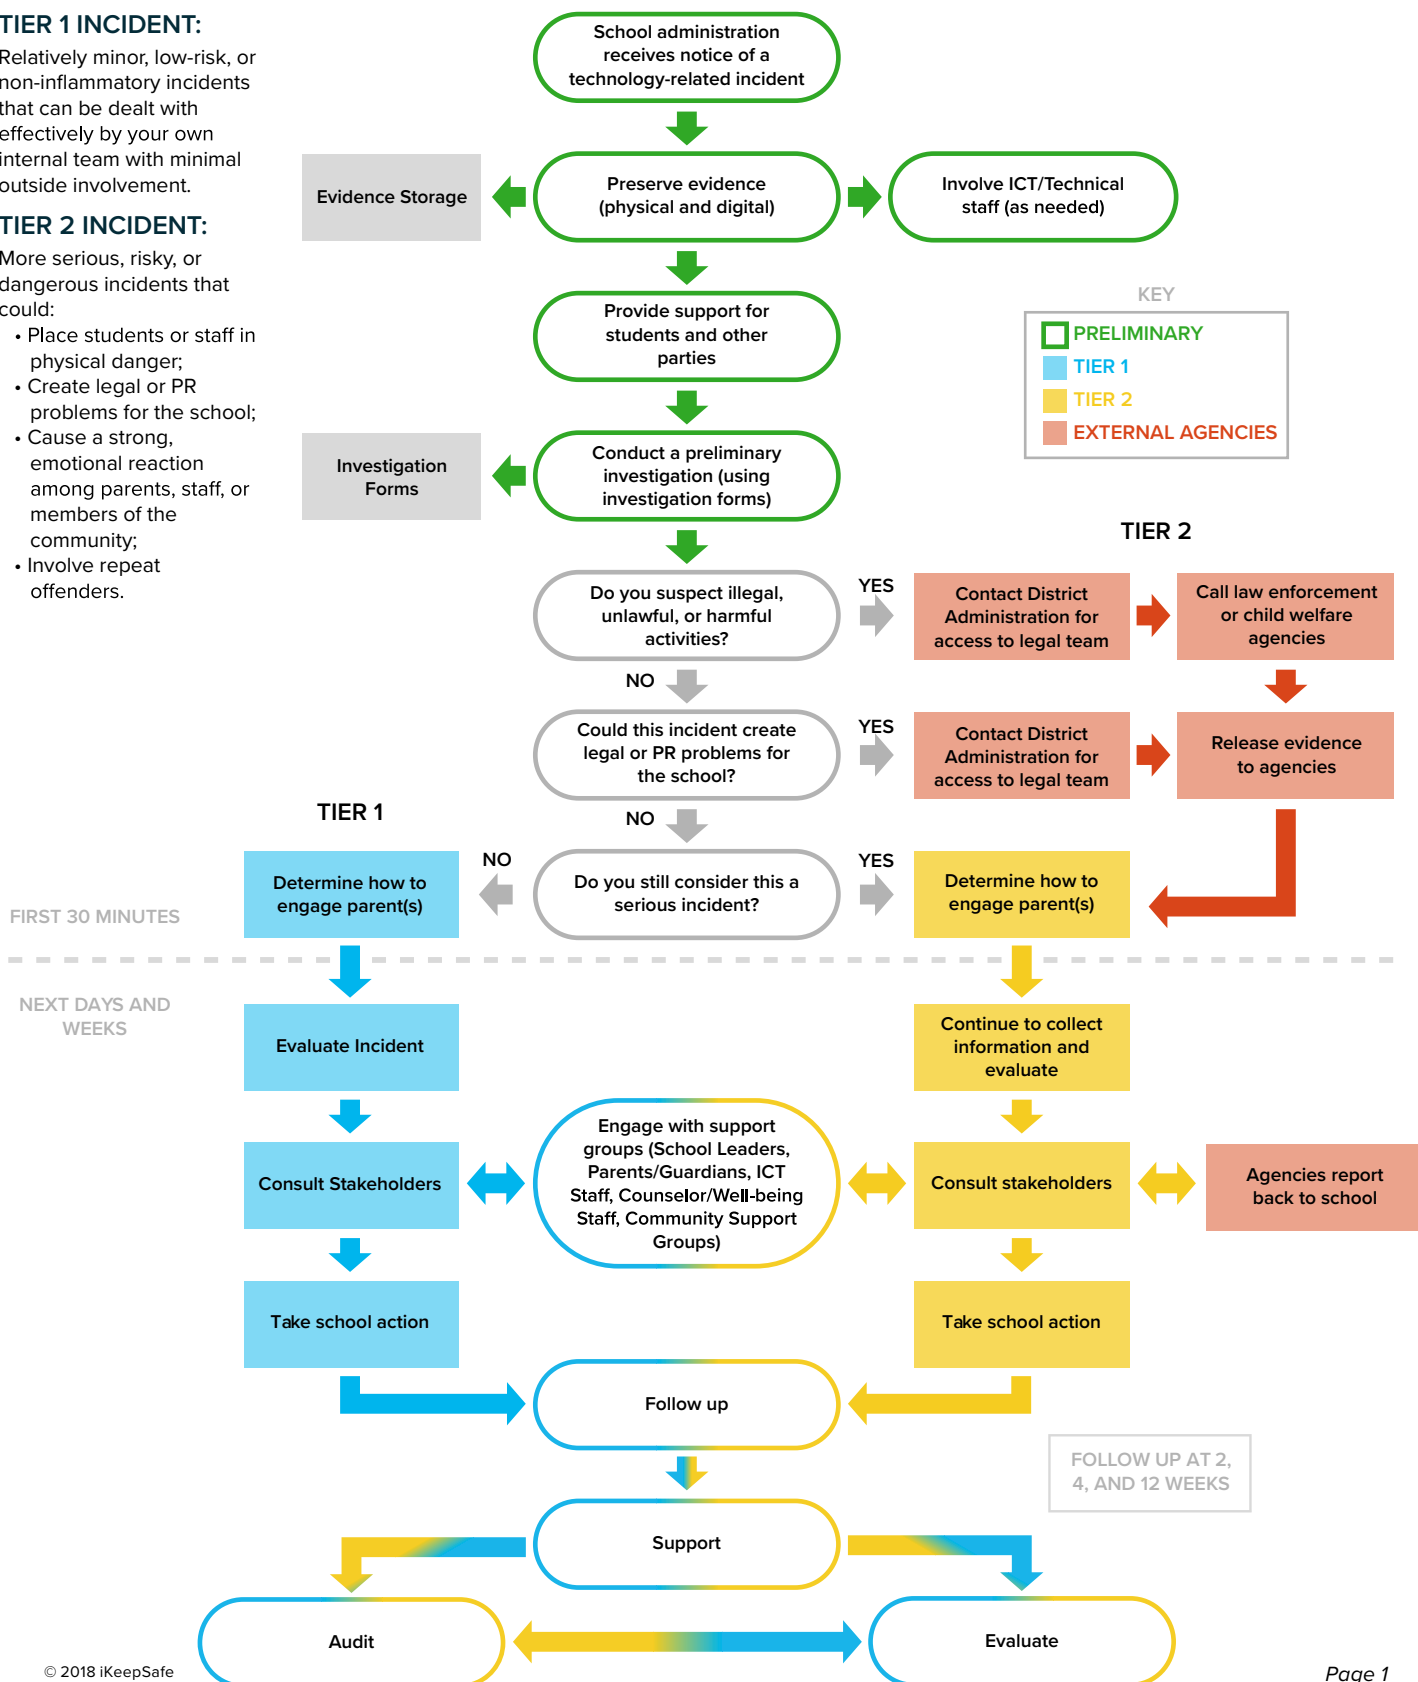 TIER 1 INCIDENT:
Relatively minor, low-risk, or
non-inflammatory incidents
that can be dealt with
effectively by your own
internal team with minimal
outside involvement.
TIER 2 INCIDENT:
More serious, risky, or
dangerous incidents that
could:
• Place students or staff in
physical danger;
• Create legal or PR
problems for the school;
• Cause a strong,
emotional reaction
among parents, staff, or
members of the
community;
• Involve repeat
offenders.
School administration
receives notice of a
technology-related incident
Evidence Storage
Preserve evidence
(physical and digital)
Involve ICT/Technical
staff (as needed)
Provide support for
students and other
parties
KEY
PRELIMINARY
TIER 1
TIER 2
EXTERNAL AGENCIES
Investigation
Forms
Conduct a preliminary
investigation (using
investigation forms)
TIER 2
Do you suspect illegal,
unlawful, or harmful
activities?
YES
Contact District
Administration for
access to legal team
Call law enforcement
or child welfare
agencies
NO
Could this incident create
legal or PR problems for
the school?
YES
Contact District
Administration for
access to legal team
Release evidence
to agencies
NO
TIER 1
Determine how to
engage parent(s)
NO
Do you still consider this a
serious incident?
YES
Determine how to
engage parent(s)
FIRST 30 MINUTES
NEXT DAYS AND
WEEKS
Evaluate Incident
Continue to collect
information and
evaluate
Consult Stakeholders
Engage with support
groups (School Leaders,
Parents/Guardians, ICT
Staff, Counselor/Well-being
Staff, Community Support
Groups)
Consult stakeholders
Agencies report
back to school
Take school action
Take school action
Follow up
FOLLOW UP AT 2,
4, AND 12 WEEKS
Support
Audit
Evaluate
© 2018 iKeepSafe
Page 1